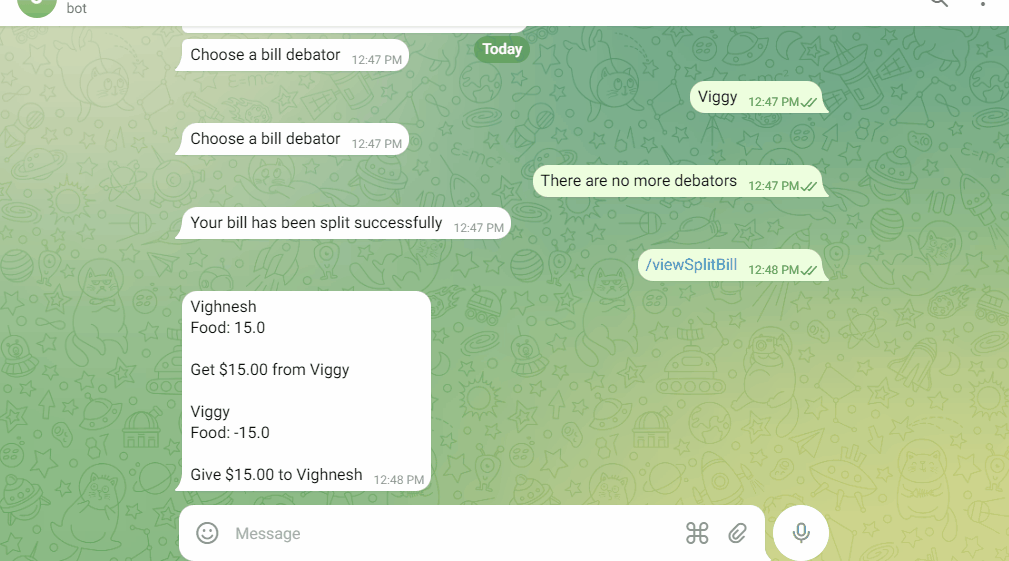 bot
Today
Choose a bill debator 12:47 PM
Viggy 12:47 PM
Choose a bill debator 12:47 PM
There are no more debators 12:47 PM
Your bill has been split successfully 12:47 PM
/viewSplitBill 12:48 PM
Vighnesh
Food: 15.0
Get $15.00 from Viggy
Viggy
Food: -15.0
Give $15.00 to Vighnesh 12:48 PM
Message